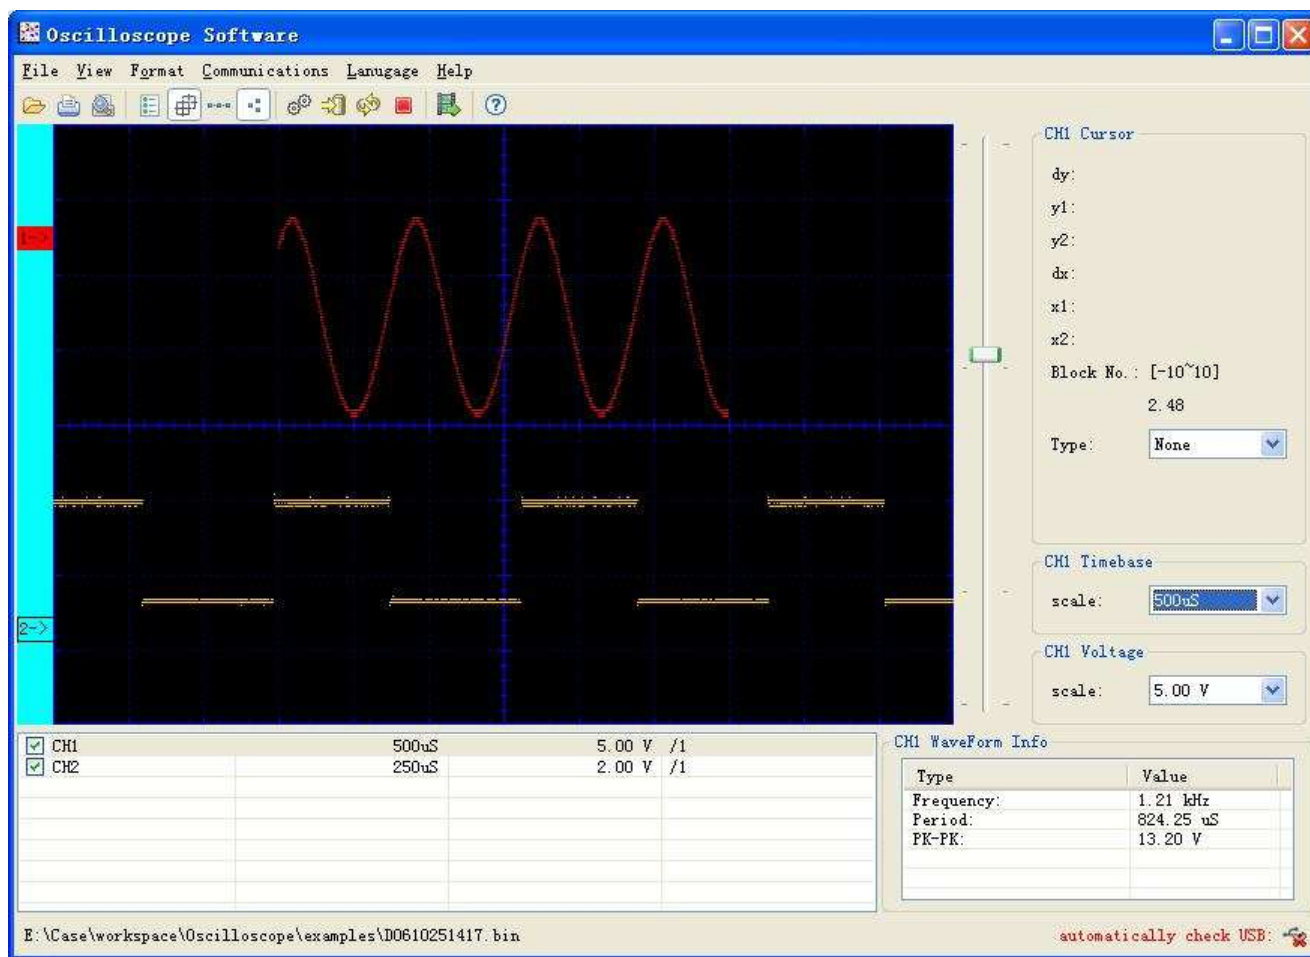 Oscilloscope Software
File View Format Communications Lanugage Help
1->
2->
CH1 Cursor
dy:
y1:
y2:
dx:
x1:
x2:
Block No.: [-10~10]
2.48
Type: None
CH1 Timebase
scale: 500uS
CH1 Voltage
scale: 5.00 V
CH1 500uS 5.00 V /1
CH2 250uS 2.00 V /1
CH1 WaveForm Info
Type Value
Frequency: 1.21 kHz
Period: 824.25 uS
PK-PK: 13.20 V
E:\Case\workspace\Oscilloscope\examples\D0610251417.bin
automatically check USB: